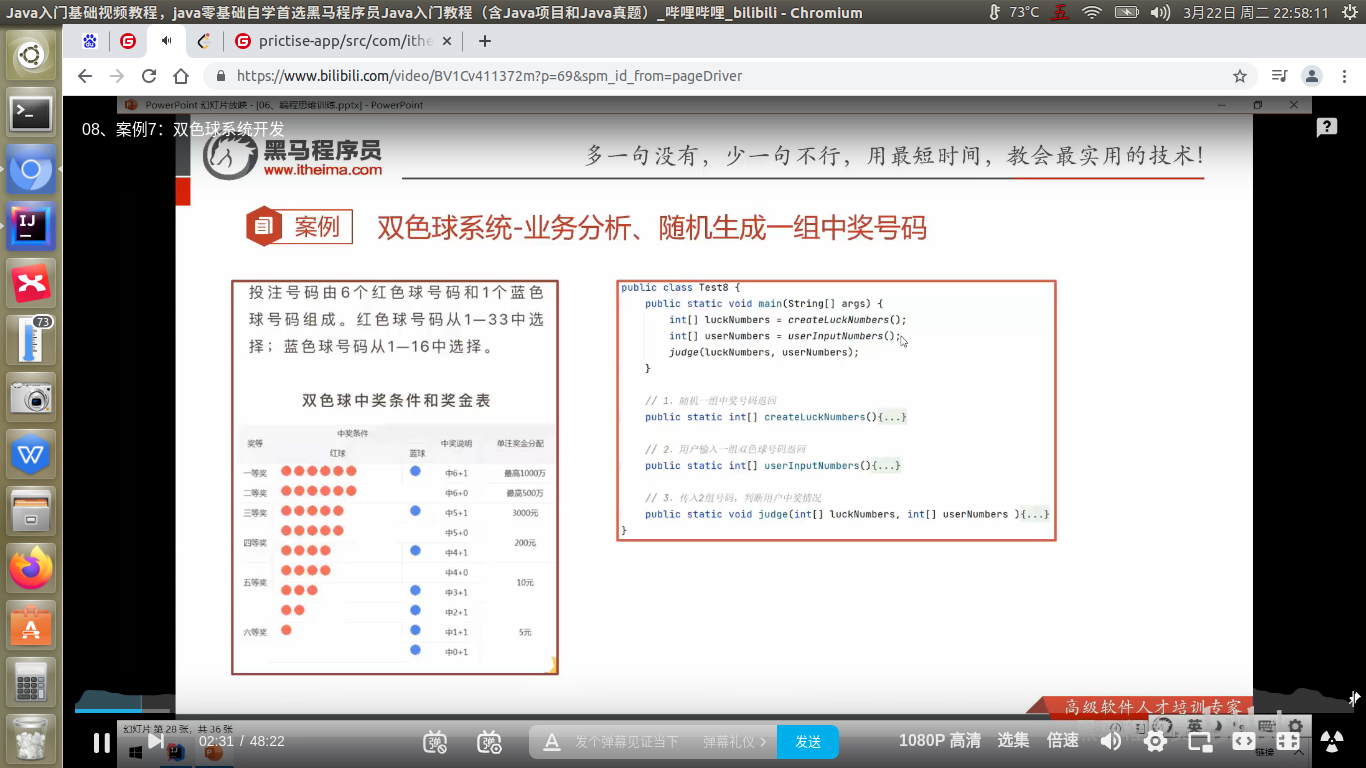 Java入门基础视频教程，java零基础自学首选黑马程序员Java入门教程（含Java项目和Java真题）_哔哩哔哩_bilibili - Chromium
73°C 五 3月22日 周二 22:58:11
prictise-app/src/com/ithe
https://www.bilibili.com/video/BV1Cv411372m?p=69&spm_id_from=pageDriver
PowerPoint 幻灯片放映 - [06、编程思维训练.pptx] - PowerPoint
08、案例7：双色球系统开发
黑马程序员
www.itheima.com
多一句没有，少一句不行，用最短时间，教会最实用的技术！
案例 双色球系统-业务分析、随机生成一组中奖号码
投注号码由6个红色球号码和1个蓝色
球号码组成。红色球号码从1—33中选
择；蓝色球号码从1—16中选择。
双色球中奖条件和奖金表
奖等 中奖条件 中奖说明 单注奖金分配
红球 蓝球
一等奖 中6+1 最高1000万
二等奖 中6+0 最高500万
三等奖 中5+1 3000元
四等奖 中5+0 200元
中4+1
五等奖 中4+0 10元
中3+1
六等奖 中2+1 5元
中1+1
中0+1
public class Test8 {
public static void main(String[] args) {
int[] luckNumbers = createLuckNumbers();
int[] userNumbers = userInputNumbers();
judge(luckNumbers, userNumbers);
}
// 1、随机一组中奖号码返回
public static int[] createLuckNumbers(){...}
// 2、用户输入一组双色球号码返回
public static int[] userInputNumbers(){...}
// 3、传入2组号码，判断用户中奖情况
public static void judge(int[] luckNumbers, int[] userNumbers ){...}
}
高级软件人才培训专家
幻灯片 第 28 张，共 36 张
02:31 / 48:22
弹
弹
发个弹幕见证当下 弹幕礼仪 发送
1080P 高清 选集 倍速
英
链接
73
IJ